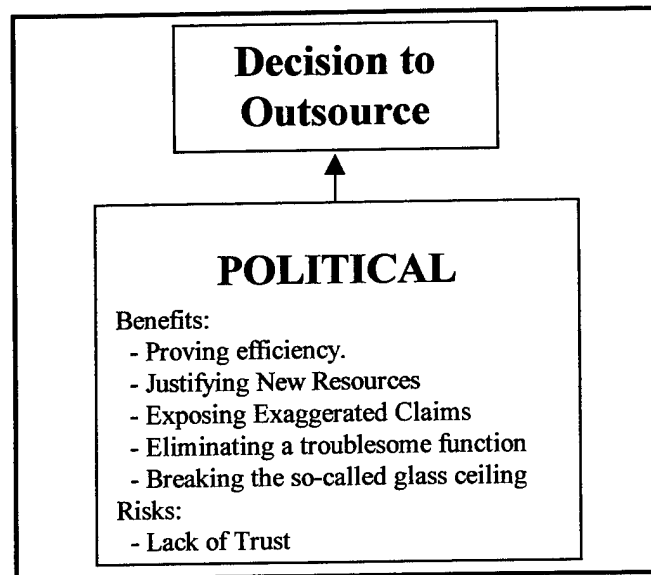 Decision to
Outsource
POLITICAL
Benefits:
- Proving efficiency.
- Justifying New Resources
- Exposing Exaggerated Claims
- Eliminating a troublesome function
- Breaking the so-called glass ceiling
Risks:
- Lack of Trust